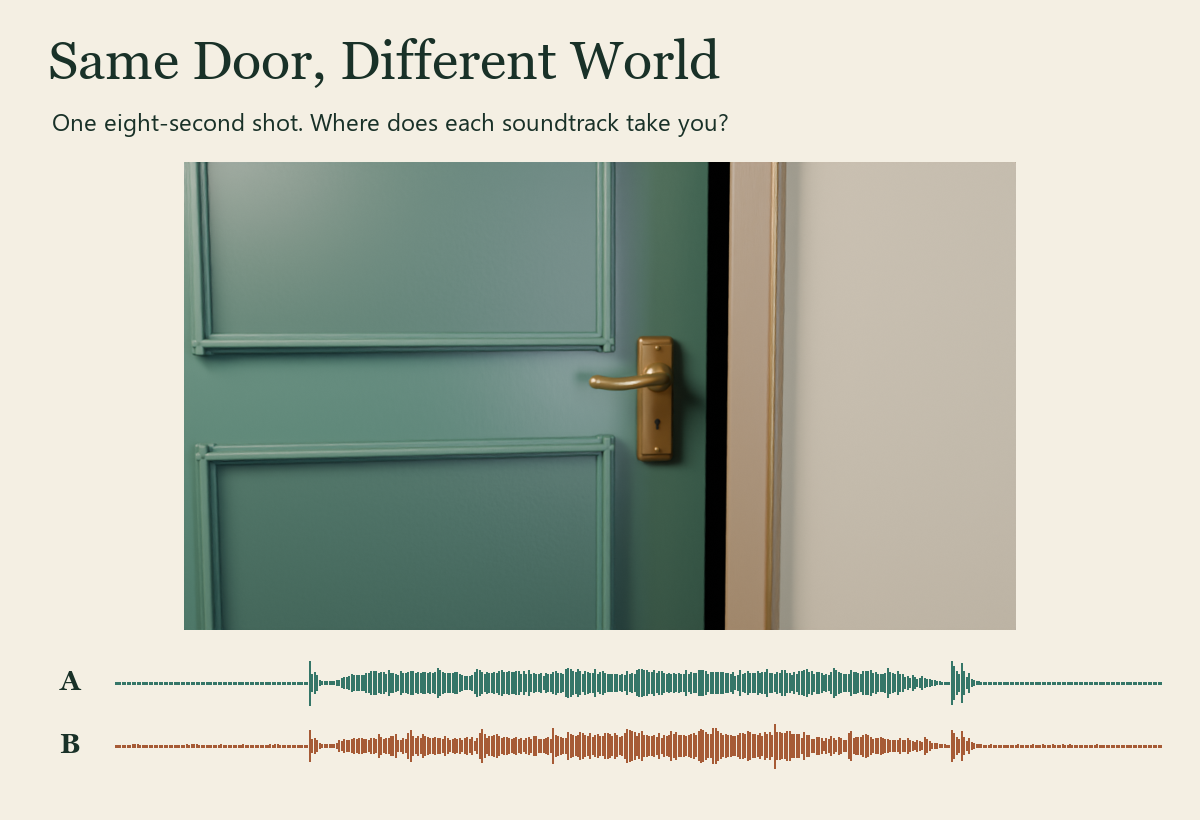 Same Door, Different World
One eight-second shot. Where does each soundtrack take you?
A
B